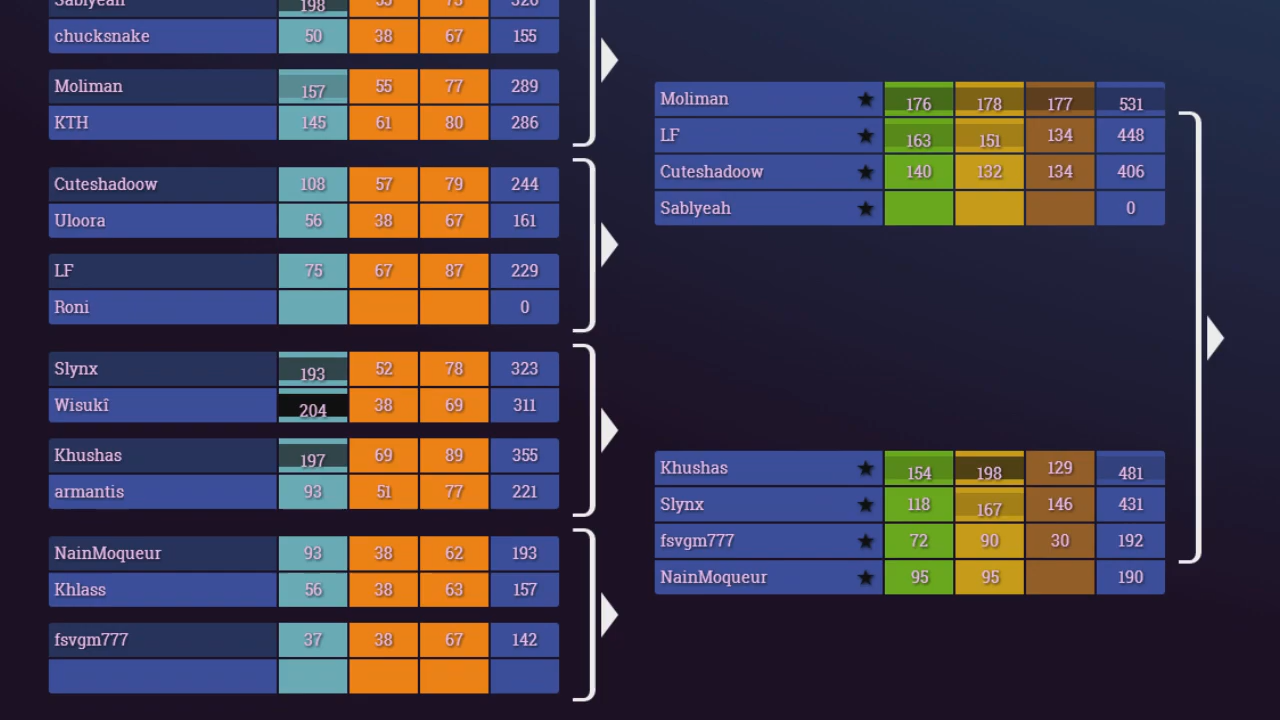 Sablyeah 198 55 73 326
chucksnake 50 38 67 155
Moliman 157 55 77 289
KTH 145 61 80 286
Cuteshadoow 108 57 79 244
Uloora 56 38 67 161
LF 75 67 87 229
Roni 0
Slynx 193 52 78 323
Wisukî 204 38 69 311
Khushas 197 69 89 355
armantis 93 51 77 221
NainMoqueur 93 38 62 193
Khlass 56 38 63 157
fsvgm777 37 38 67 142
Moliman ★ 176 178 177 531
LF ★ 163 151 134 448
Cuteshadoow ★ 140 132 134 406
Sablyeah ★ 0
Khushas ★ 154 198 129 481
Slynx ★ 118 167 146 431
fsvgm777 ★ 72 90 30 192
NainMoqueur ★ 95 95 190